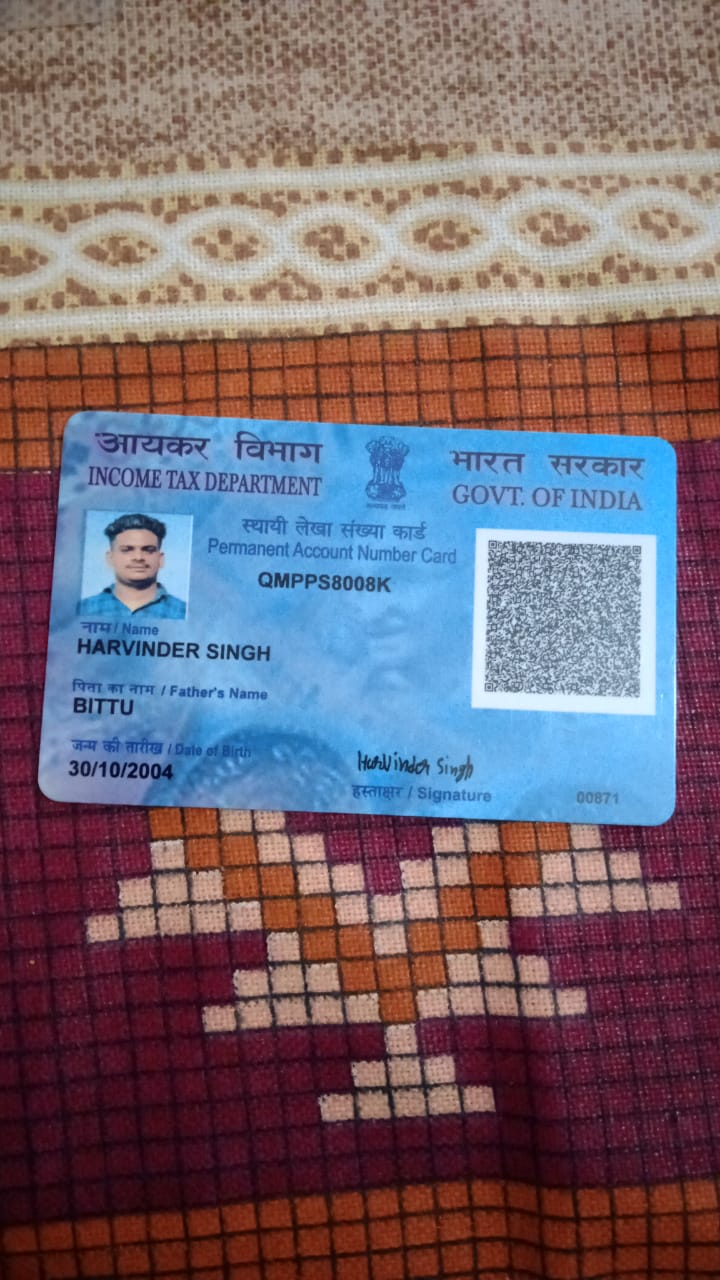 आयकर विभाग
INCOME TAX DEPARTMENT
भारत सरकार
GOVT. OF INDIA
स्थायी लेखा संख्या कार्ड
Permanent Account Number Card
QMPPS8008K
नाम / Name
HARVINDER SINGH
पिता का नाम / Father's Name
BITTU
जन्म की तारीख / Date of Birth
30/10/2004
Harvinder Singh
हस्ताक्षर / Signature
00871